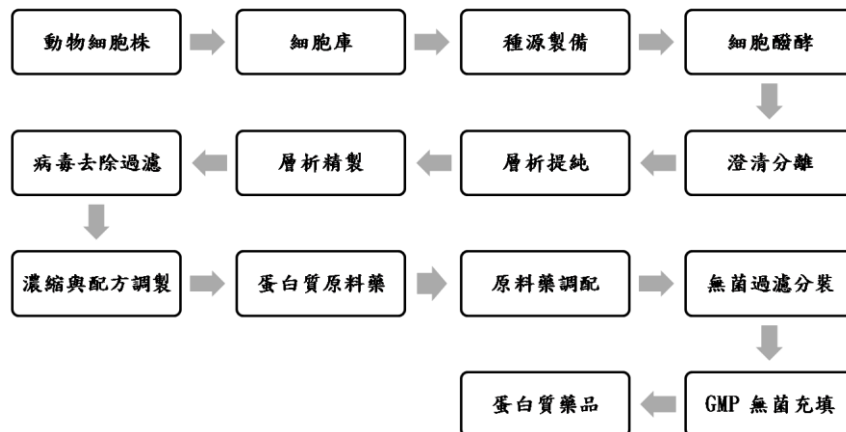 動物細胞株
細胞庫
種源製備
細胞醱酵
澄清分離
層析提純
層析精製
病毒去除過濾
濃縮與配方調製
蛋白質原料藥
原料藥調配
無菌過濾分裝
GMP 無菌充填
蛋白質藥品